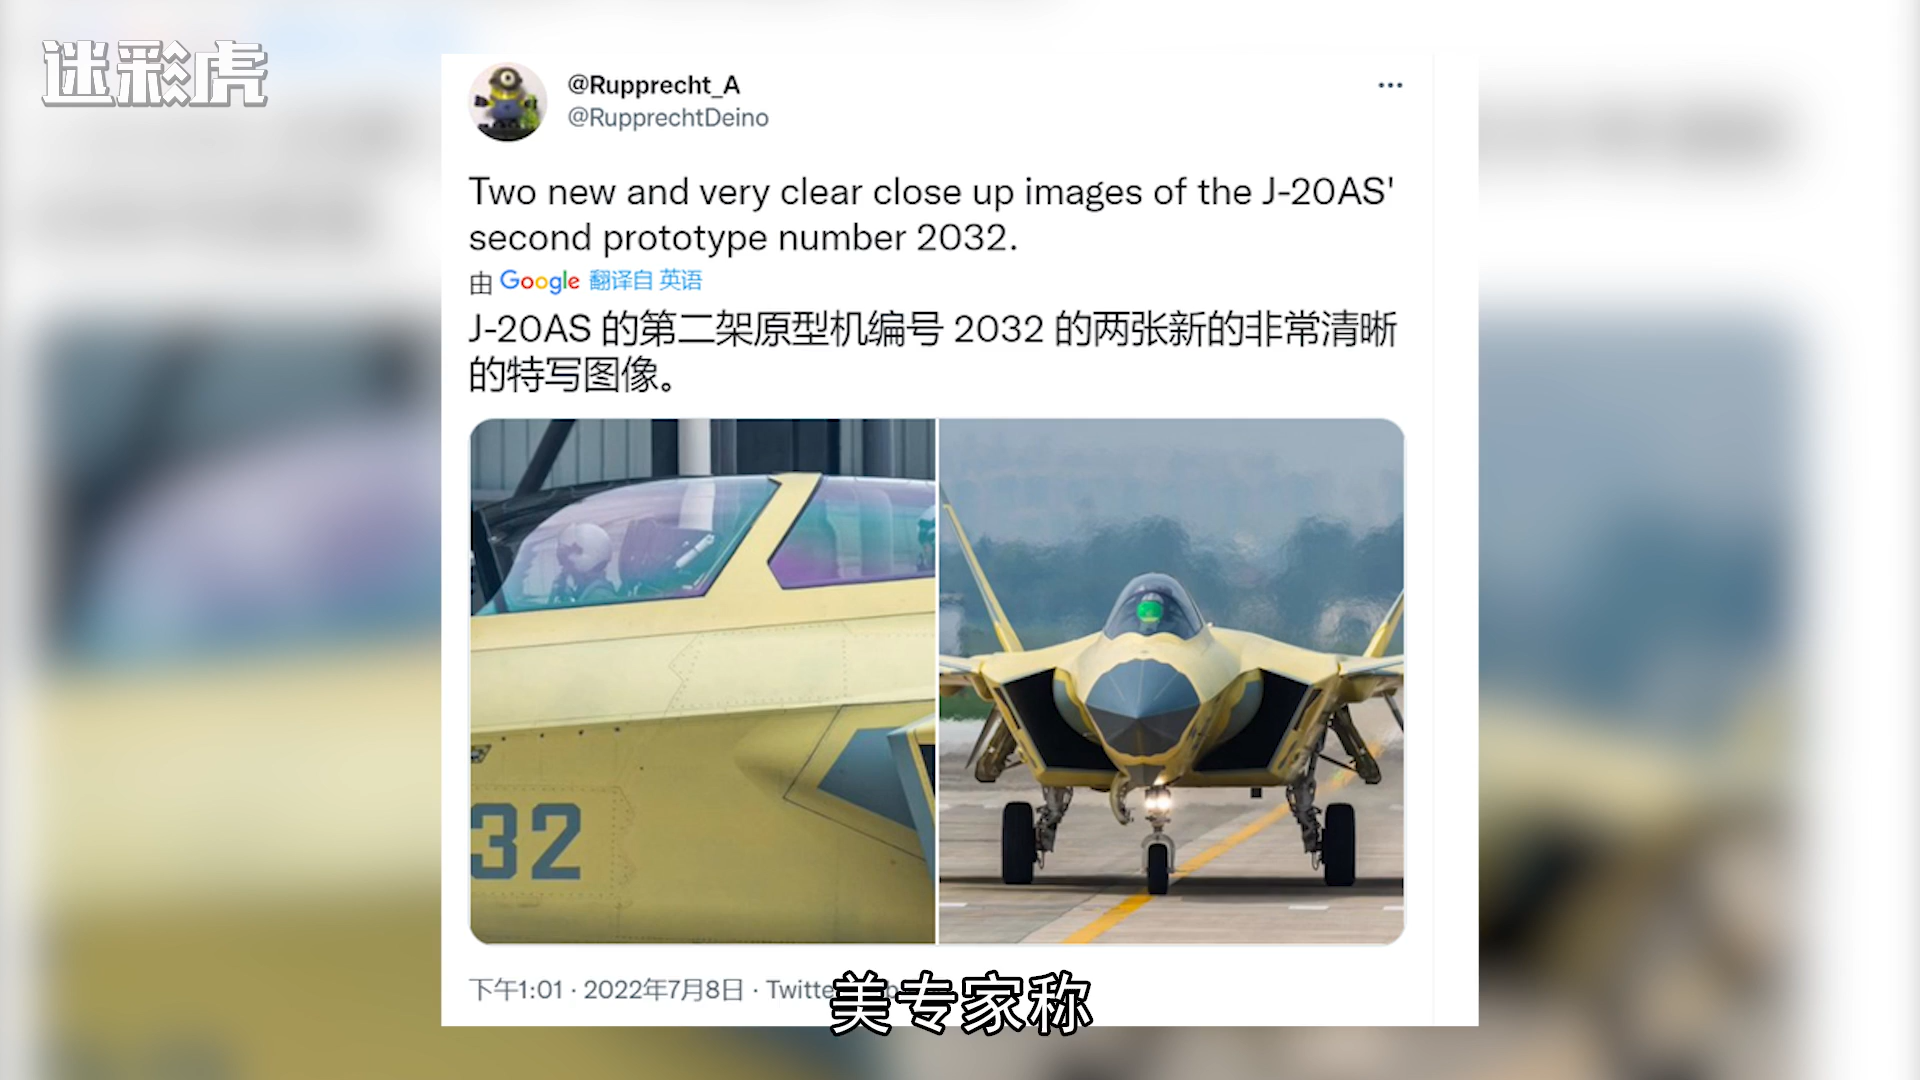 迷彩虎
@Rupprecht_A
@RupprechtDeino
Two new and very clear close up images of the J-20AS'
second prototype number 2032.
由 Google 翻译自 英语
J-20AS 的第二架原型机编号 2032 的两张新的非常清晰
的特写图像。
32
下午1:01 · 2022年7月8日 · Twitte
美专家称